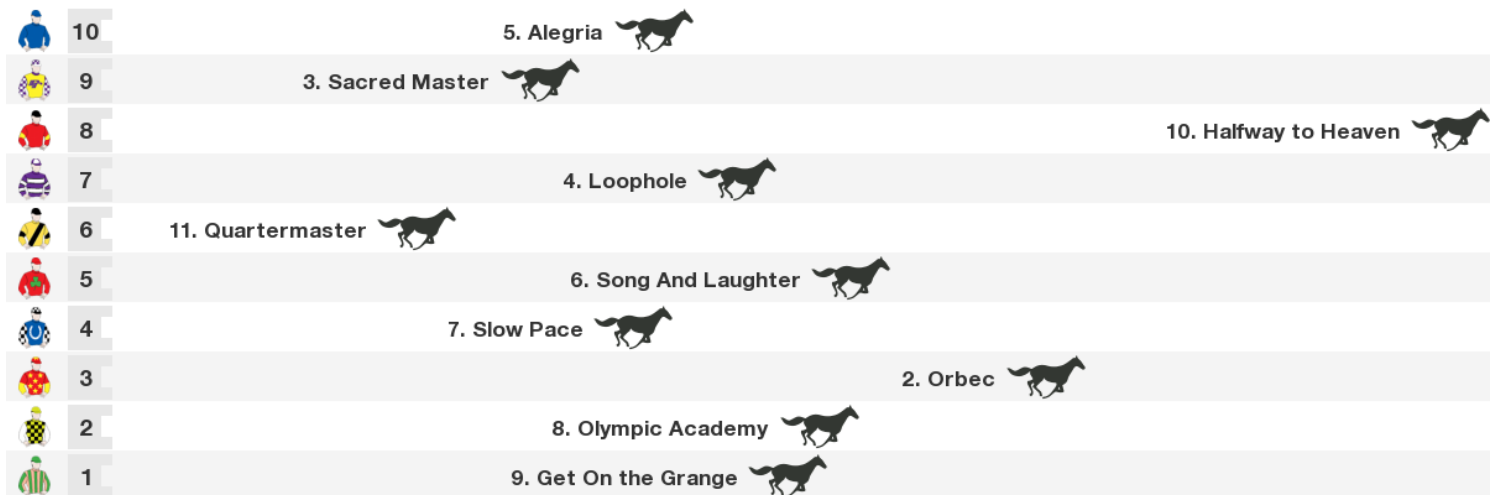 10 5. Alegria
9 3. Sacred Master
8 10. Halfway to Heaven
7 4. Loophole
6 11. Quartermaster
5 6. Song And Laughter
4 7. Slow Pace
3 2. Orbec
2 8. Olympic Academy
1 9. Get On the Grange